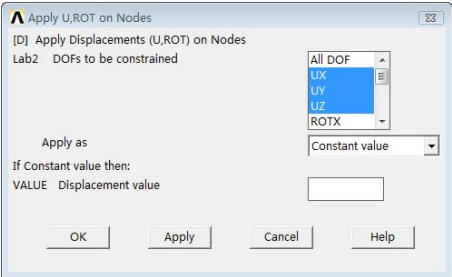 Apply U,ROT on Nodes
[D] Apply Displacements (U,ROT) on Nodes
Lab2 DOFs to be constrained
All DOF
UX
UY
UZ
ROTX
Apply as
Constant value
If Constant value then:
VALUE Displacement value
OK Apply Cancel Help